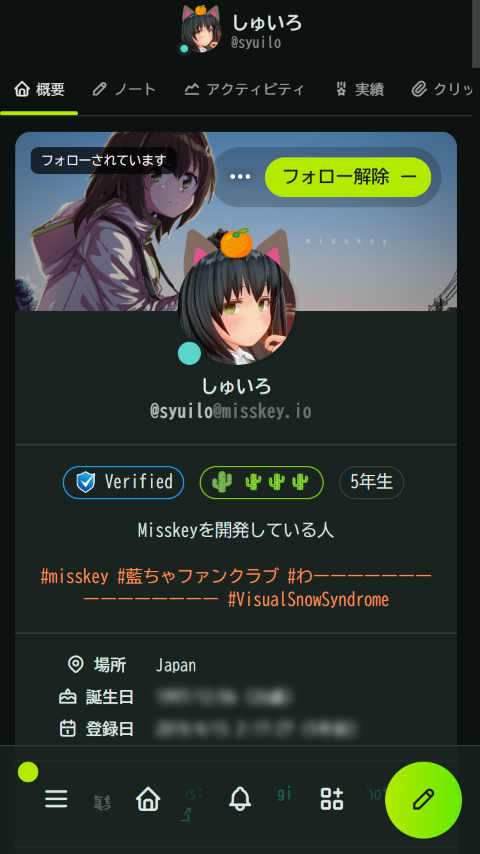 しゅいろ
@syuilo
概要 ノート アクティビティ 実績 クリッ
フォローされています
フォロー解除
misskey
しゅいろ
@syuilo@misskey.io
Verified 5年生
Misskeyを開発している人
#misskey #藍ちゃファンクラブ #わーーーーーーー
ーーーーーーーーー #VisualSnowSyndrome
場所 Japan
誕生日
登録日